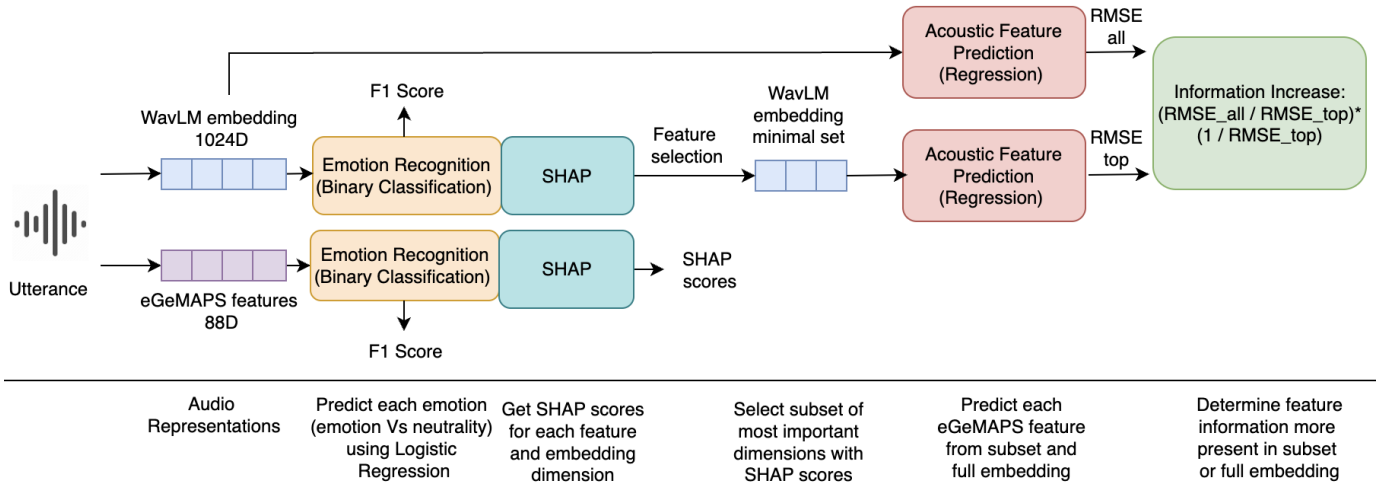 Utterance
WavLM embedding
1024D
eGeMAPS features
88D
F1 Score
Emotion Recognition
(Binary Classification)
SHAP
Emotion Recognition
(Binary Classification)
SHAP
F1 Score
SHAP
scores
Feature
selection
WavLM
embedding
minimal set
Acoustic Feature
Prediction
(Regression)
RMSE
all
Acoustic Feature
Prediction
(Regression)
RMSE
top
Information Increase:
(RMSE_all / RMSE_top)*
(1 / RMSE_top)
Audio
Representations
Predict each emotion
(emotion Vs neutrality)
using Logistic
Regression
Get SHAP scores
for each feature
and embedding
dimension
Select subset of
most important
dimensions with
SHAP scores
Predict each
eGeMAPS feature
from subset and
full embedding
Determine feature
information more
present in subset
or full embedding